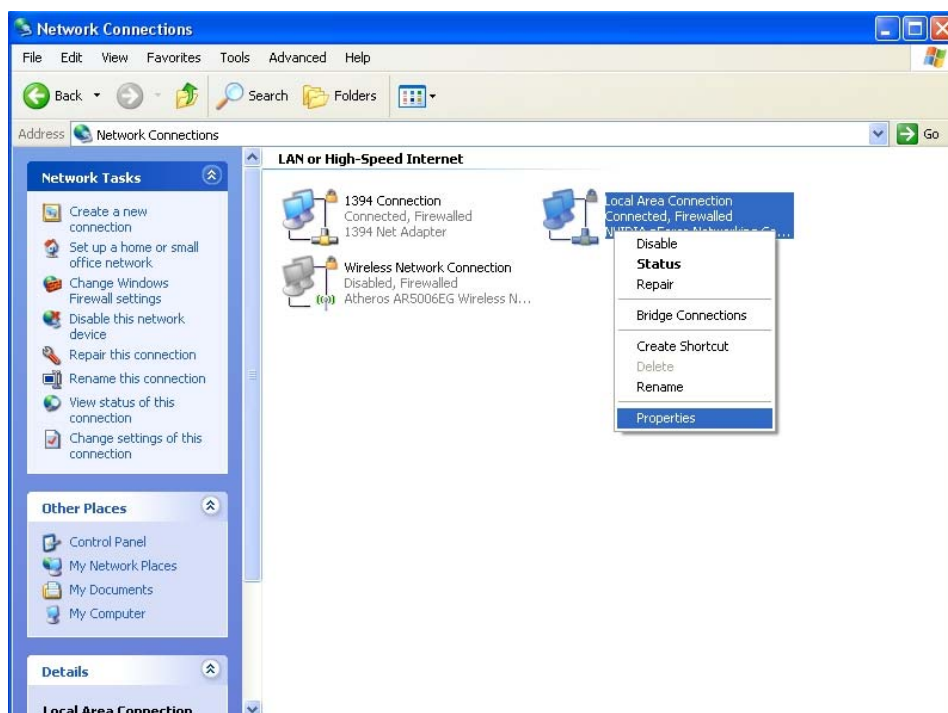 Network Connections
File Edit View Favorites Tools Advanced Help
Back Search Folders
Address Network Connections Go
Network Tasks
Create a new
connection
Set up a home or small
office network
Change Windows
Firewall settings
Disable this network
device
Repair this connection
Rename this connection
View status of this
connection
Change settings of this
connection
Other Places
Control Panel
My Network Places
My Documents
My Computer
Details
Local Area Connection
LAN or High-Speed Internet
1394 Connection
Connected, Firewalled
1394 Net Adapter
Local Area Connection
Connected, Firewalled
NVIDIA nForce Networking Co...
Wireless Network Connection
Disabled, Firewalled
Atheros AR5006EG Wireless N...
Disable
Status
Repair
Bridge Connections
Create Shortcut
Delete
Rename
Properties